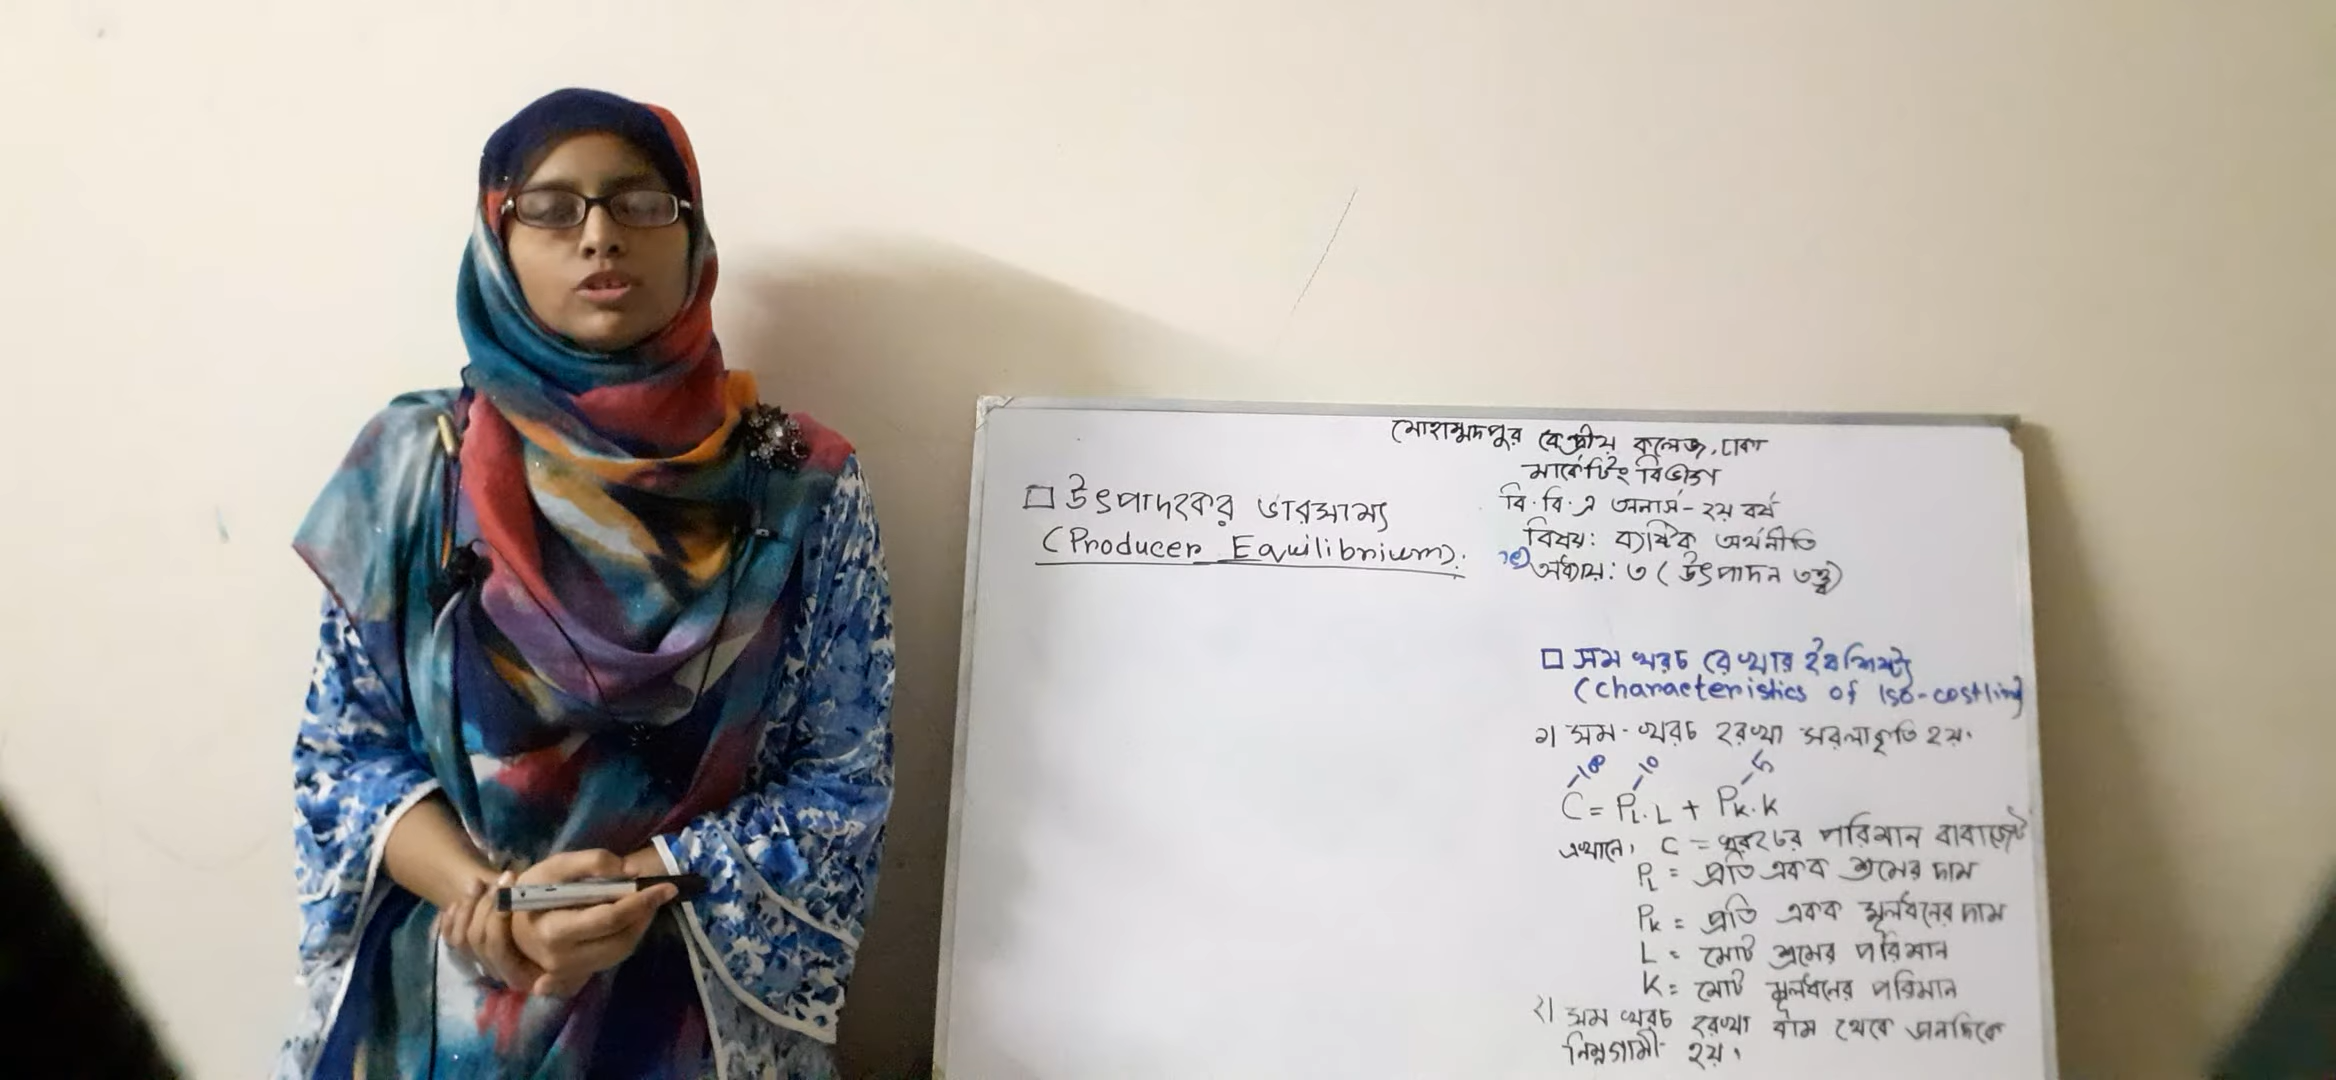 মোহাম্মদপুর কেন্দ্রীয় কলেজ, ঢাকা
মার্কেটিং বিভাগ
বি.বি.এ অনার্স - ২য় বর্ষ
বিষয়: ব্যষ্টিক অর্থনীতি
অধ্যায়: ৩ (উৎপাদন তত্ত্ব)
□ উৎপাদকের ভারসাম্য
(Producer Equilibrium).
□ সম খরচ রেখার বৈশিষ্ট্য
(Characteristics of Iso-costline)
১। সম-খরচ রেখা সরলাকৃতি হয়.
10
C = PL.L + Pk.K
এখানে, C = খরচের পরিমান বা বাজেট
PL = প্রতি একক শ্রমের দাম
Pk = প্রতি একক মূলধনের দাম
L = মোট শ্রমের পরিমান
K = মোট মূলধনের পরিমান
২। সম খরচ রেখা বাম থেকে ডানদিকে
নিম্নগামী হয়।